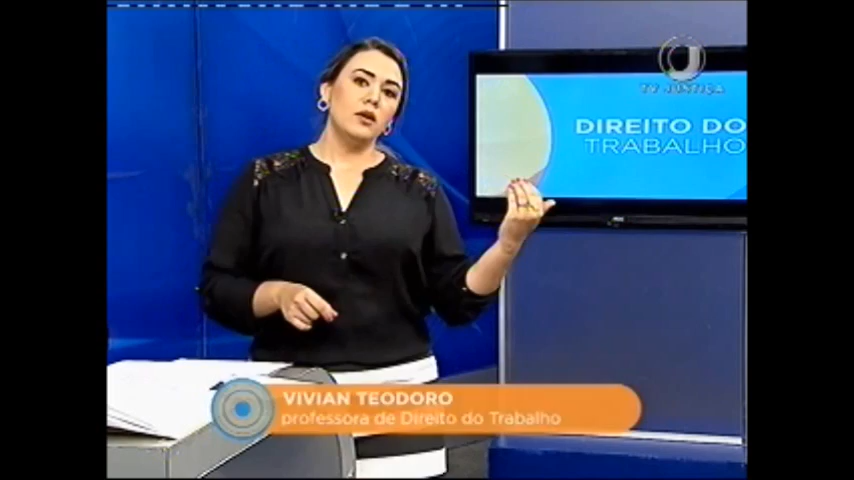 TV JUSTIÇA
DIREITO DO
TRABALHO
VIVIAN TEODORO
professora de Direito do Trabalho